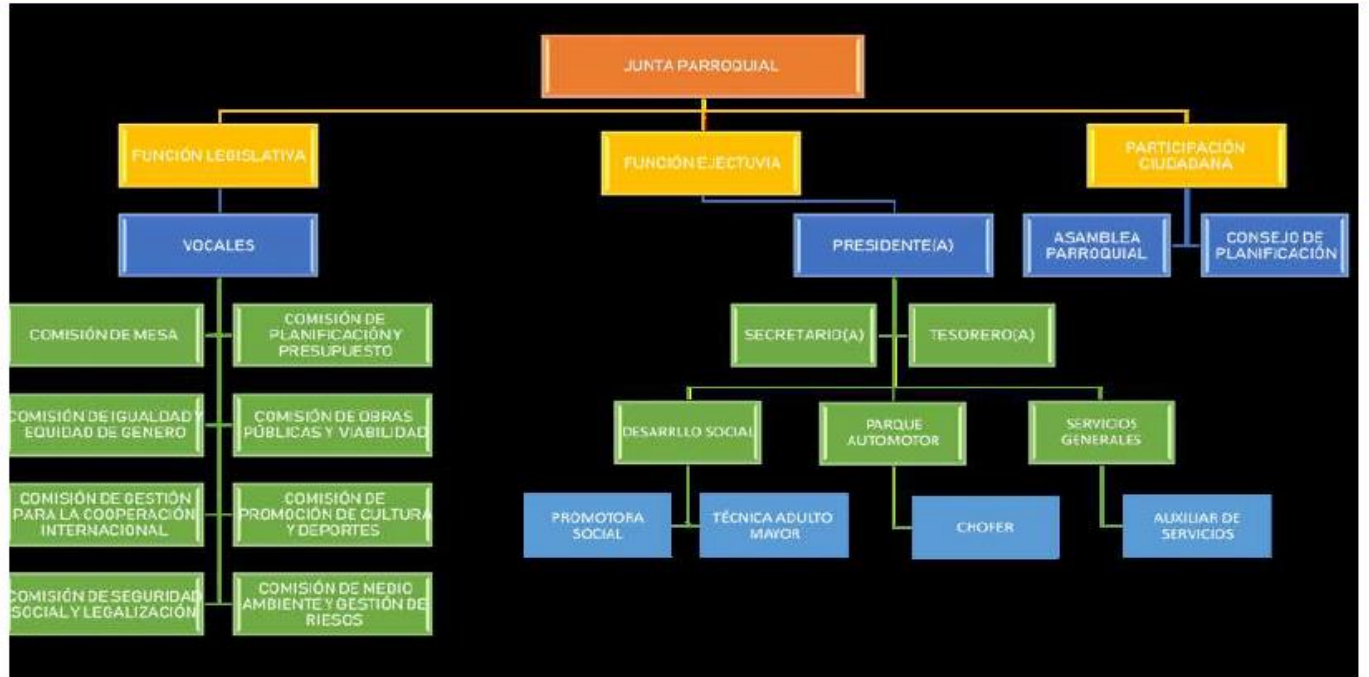 JUNTA PARROQUIAL
FUNCIÓN LEGISLATIVA
FUNCIÓN EJECTUVIA
PARTICIPACIÓN
CIUDADANA
VOCALES
PRESIDENTE(A)
ASAMBLEA
PARROQUIAL
CONSEJO DE
PLANIFICACIÓN
COMISIÓN DE MESA
COMISIÓN DE
PLANIFICACIÓN Y
PRESUPUESTO
SECRETARIO(A)
TESORERO(A)
COMISIÓN DE IGUALDAD Y
EQUIDAD DE GENERO
COMISIÓN DE OBRAS
PÚBLICAS Y VIABILIDAD
DESARRLLO SOCIAL
PARQUE
AUTOMOTOR
SERVICIOS
GENERALES
COMISIÓN DE GESTIÓN
PARA LA COOPERACIÓN
INTERNACIONAL
COMISIÓN DE
PROMOCIÓN DE CULTURA
Y DEPORTES
PROMOTORA
SOCIAL
TÉCNICA ADULTO
MAYOR
CHOFER
AUXILIAR DE
SERVICIOS
COMISIÓN DE SEGURIDAD
SOCIAL Y LEGALIZACIÓN
COMISIÓN DE MEDIO
AMBIENTE Y GESTIÓN DE
RIESOS